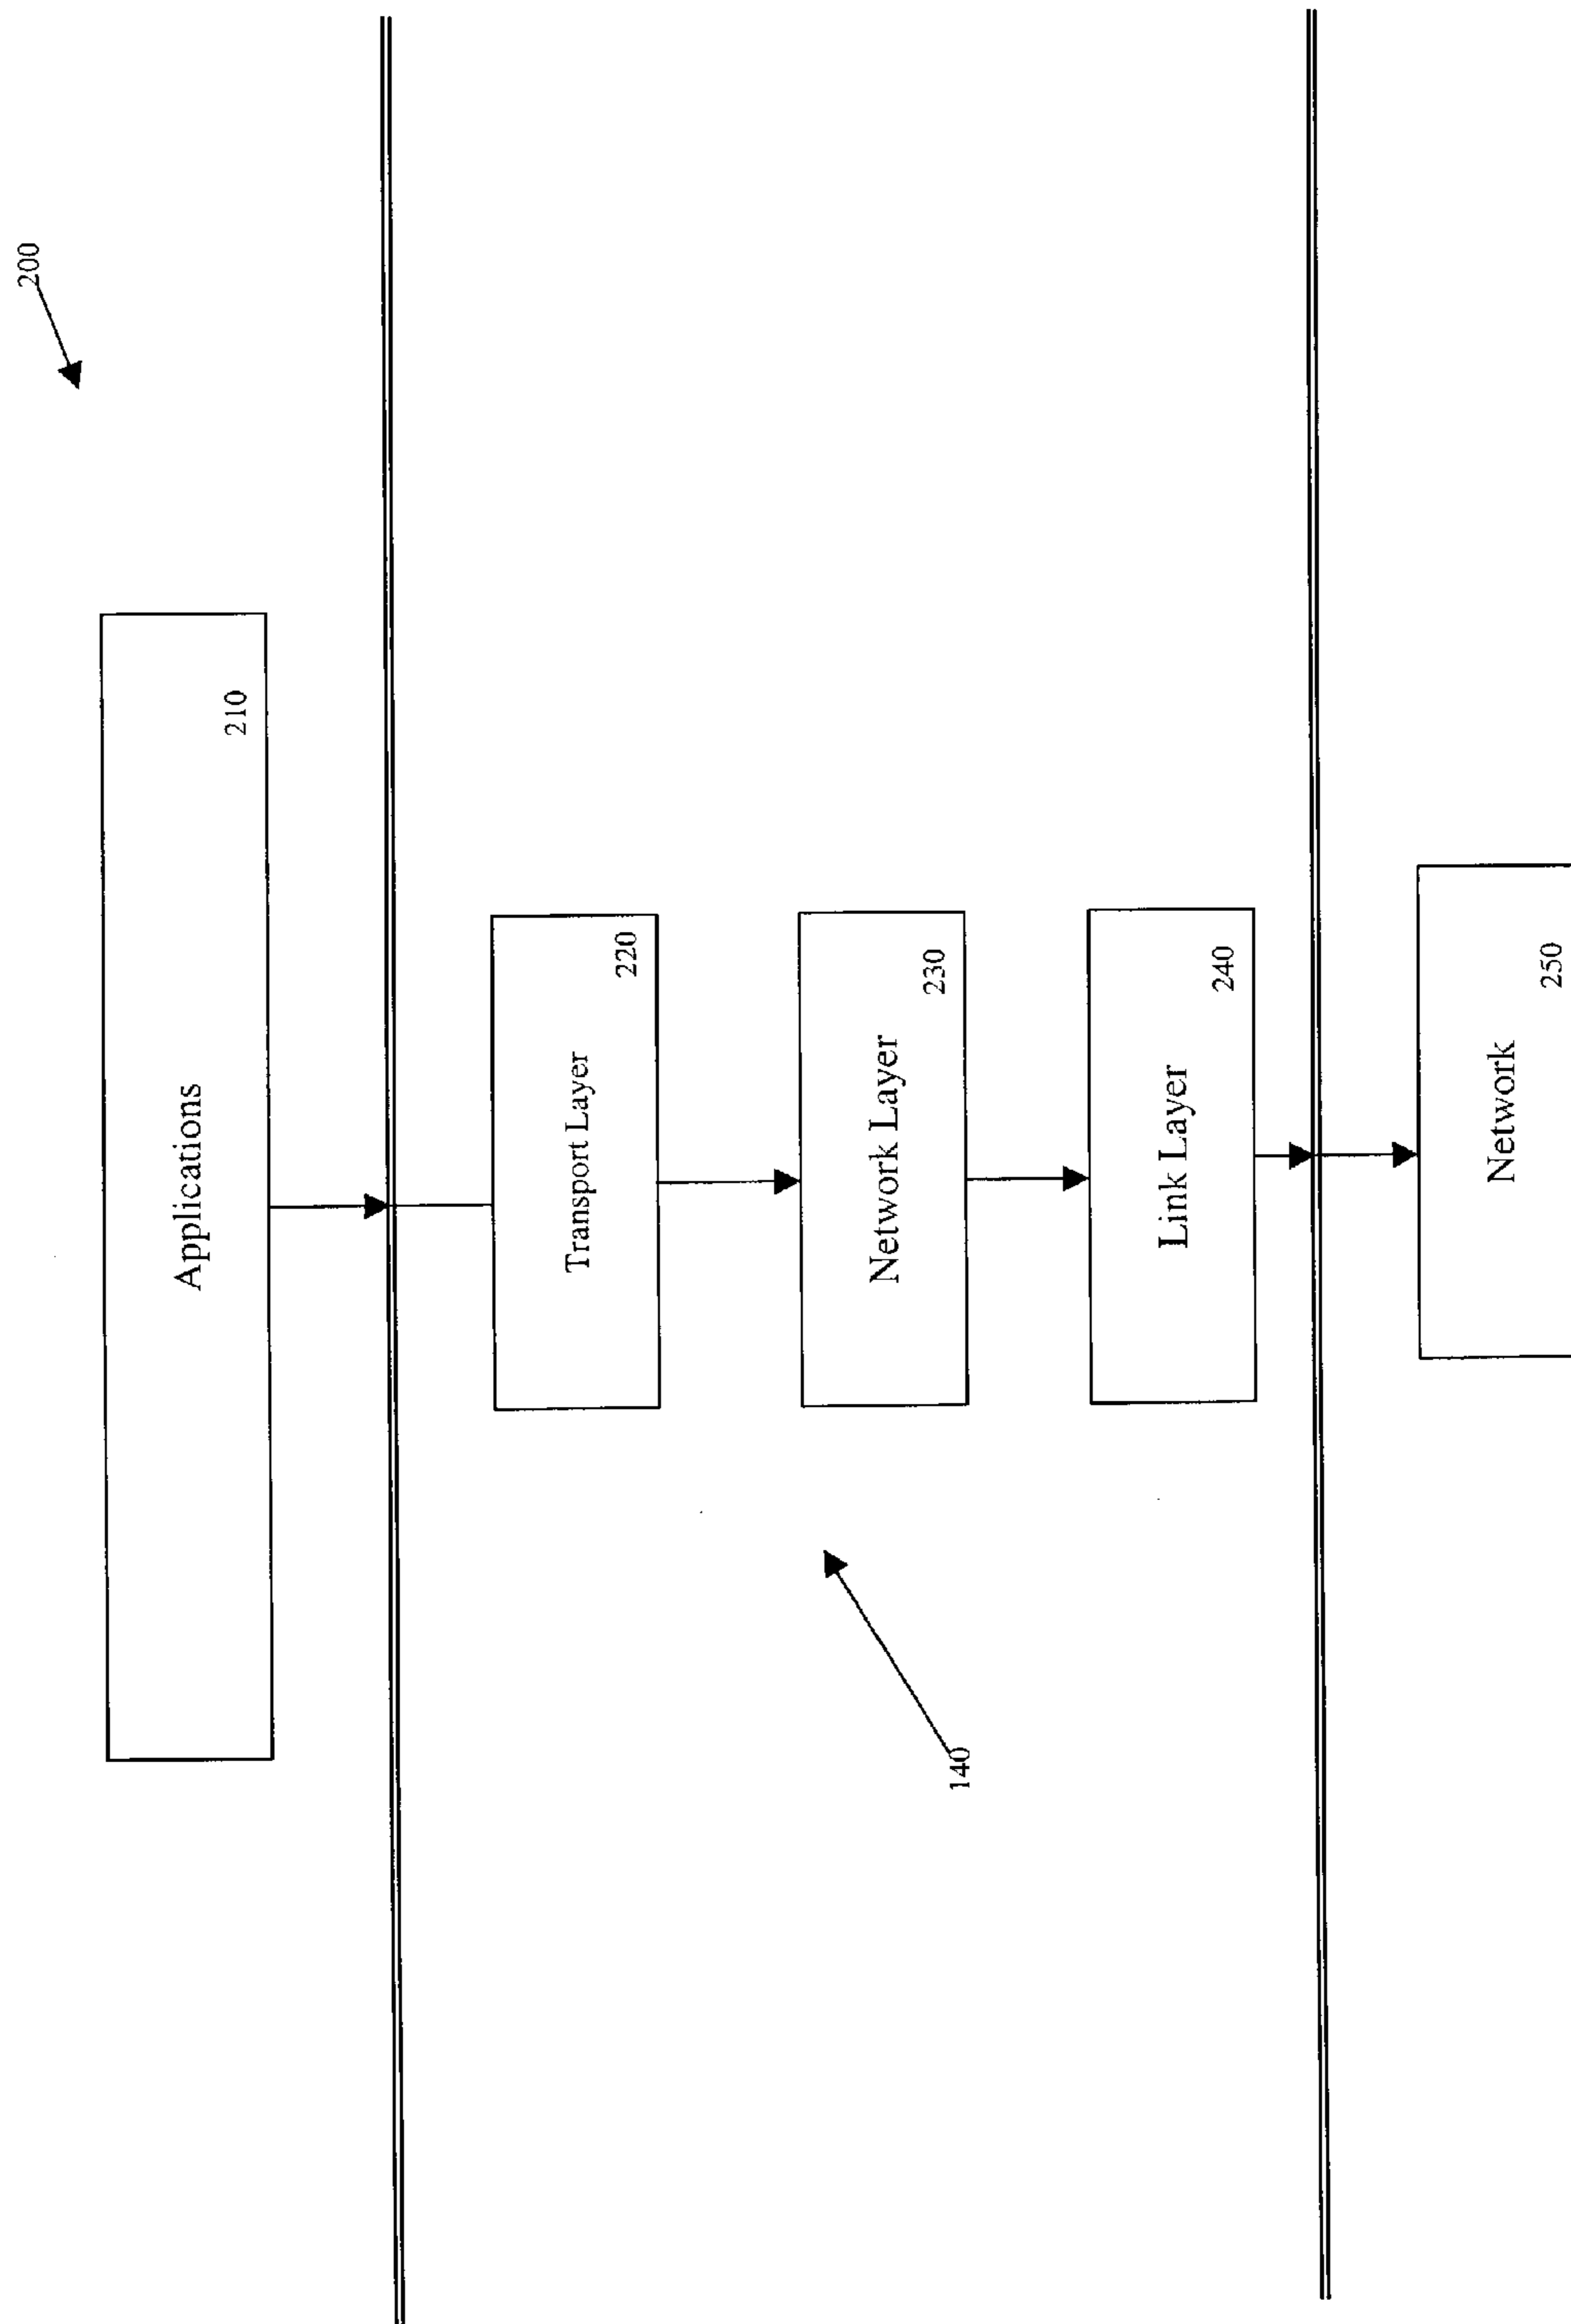 200
Applications
210
Transport Layer
220
Network Layer
230
140
Link Layer
240
Network
250